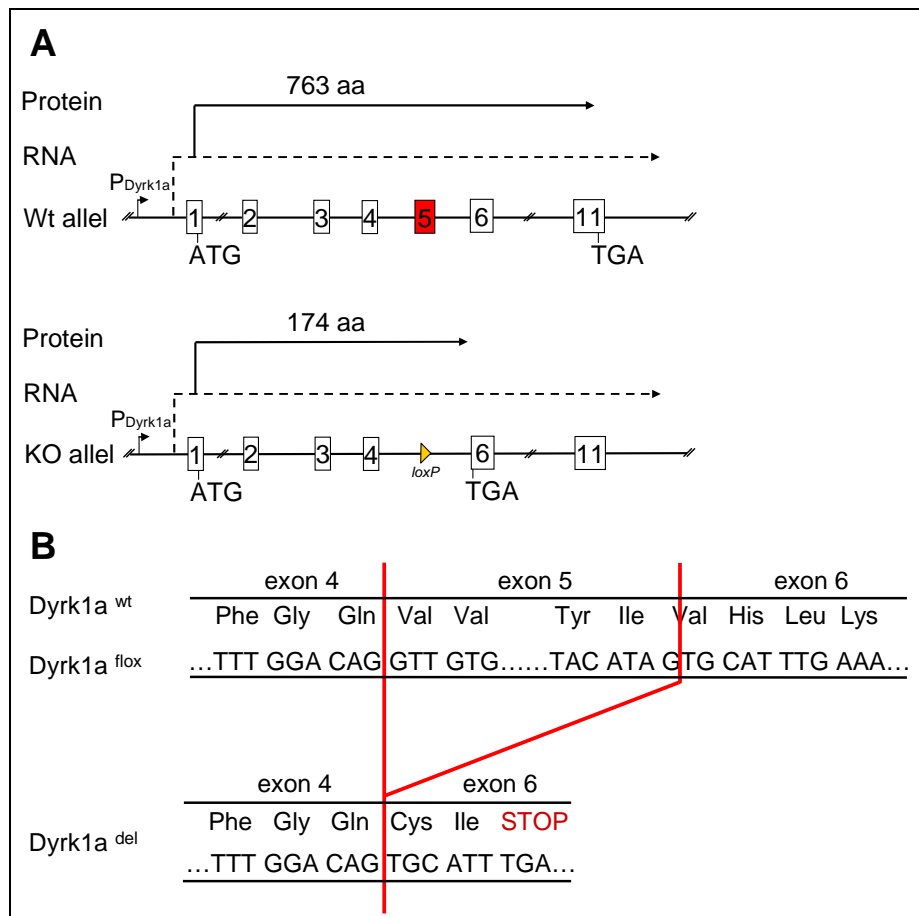 A
763 aa
Protein
RNA
PDyrk1a
Wt allel 1 2 3 4 5 6 11
ATG TGA
174 aa
Protein
RNA
PDyrk1a
KO allel 1 2 3 4 loxP 6 11
ATG TGA
B
exon 4 exon 5 exon 6
Dyrk1a wt Phe Gly Gln Val Val Tyr Ile Val His Leu Lys
Dyrk1a flox …TTT GGA CAG GTT GTG……TAC ATA GTG CAT TTG AAA…
exon 4 exon 6
Phe Gly Gln Cys Ile STOP
Dyrk1a del …TTT GGA CAG TGC ATT TGA…